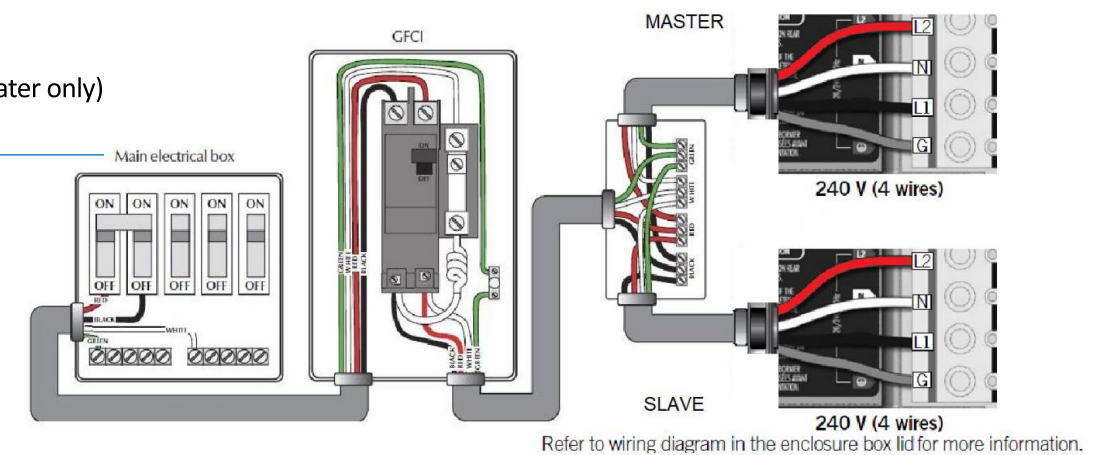 ater only)
Main electrical box
ON ON ON ON ON
OFF OFF OFF OFF OFF
RED
BLACK
WHITE
GREEN
GFCI
ON
OFF
GREEN
WHITE
RED
BLACK
BLACK
RED
WHITE
GREEN
GREEN
WHITE
RED
BLACK
MASTER
L2
N
L1
G
240 V (4 wires)
SLAVE
L2
N
L1
G
240 V (4 wires)
Refer to wiring diagram in the enclosure box lid for more information.